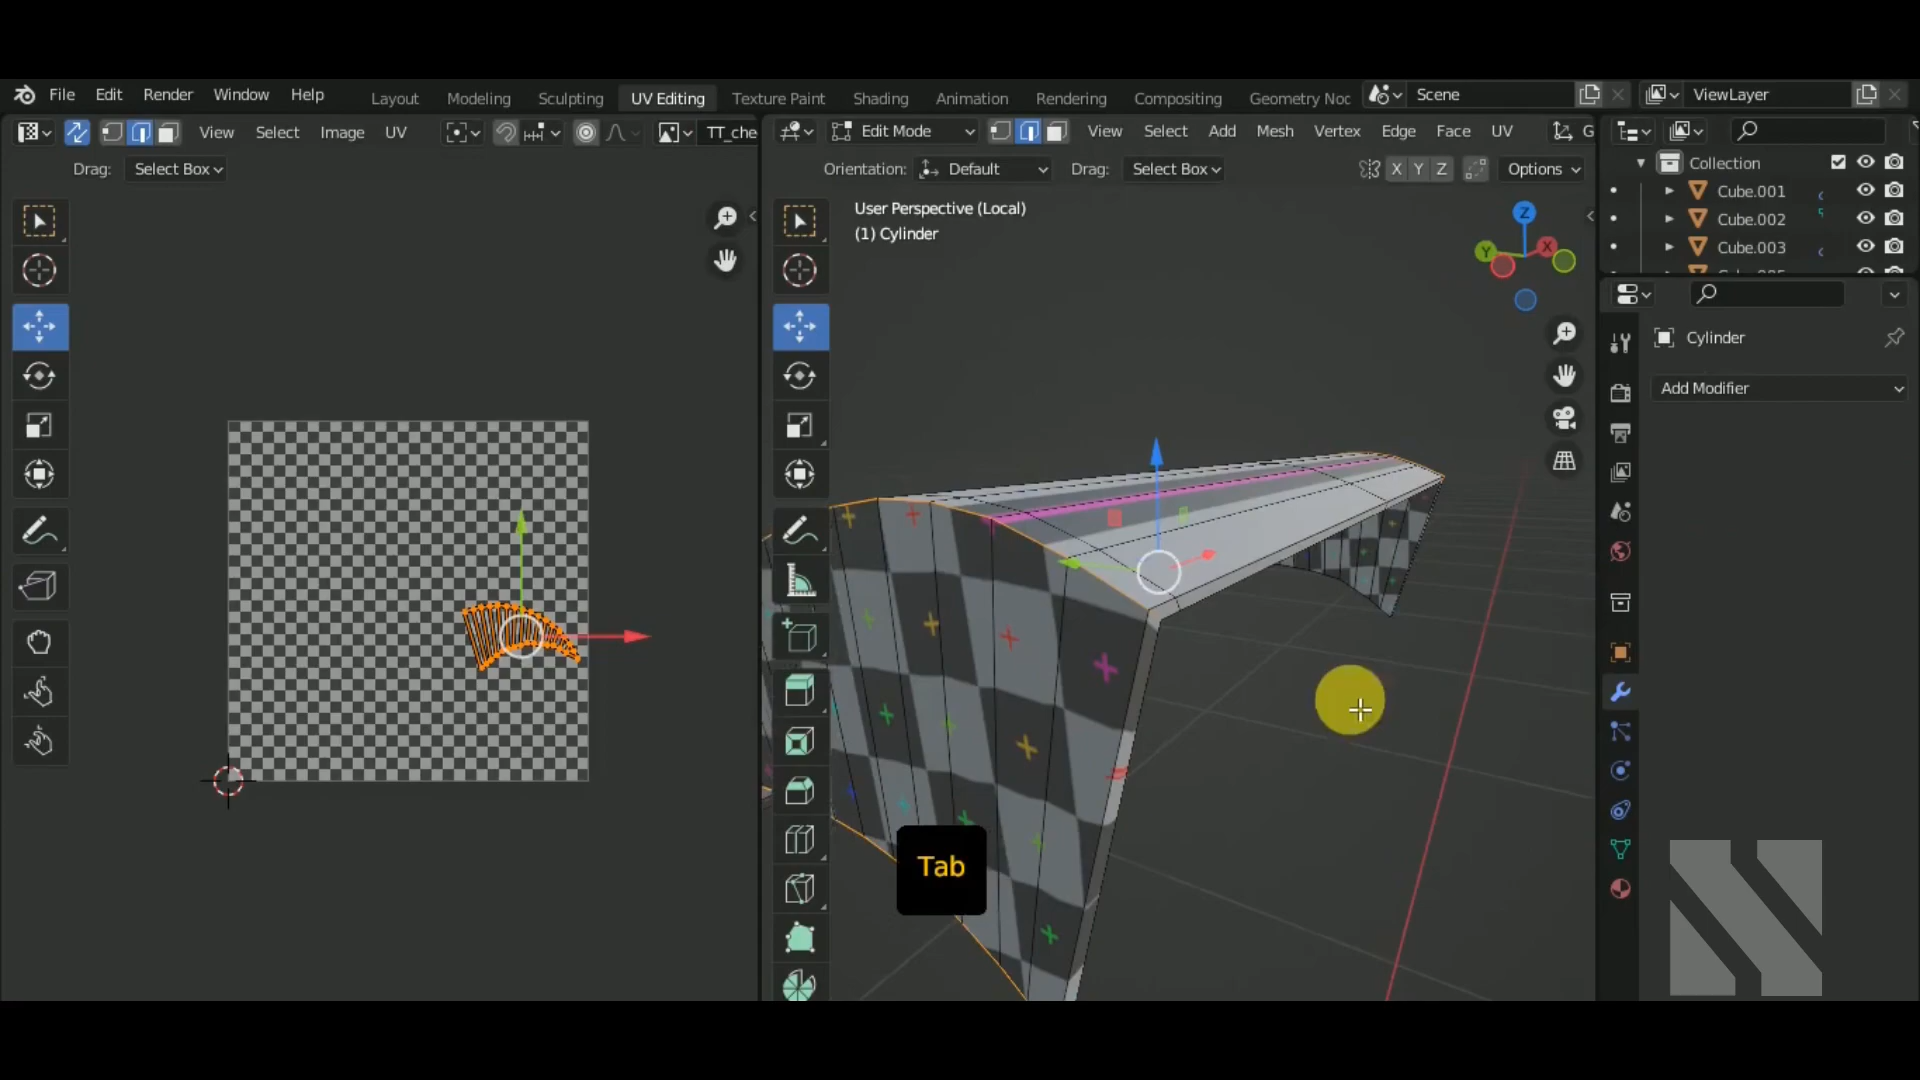 File Edit Render Window Help
Layout Modeling Sculpting UV Editing Texture Paint Shading Animation Rendering Compositing Geometry Noc
Scene
ViewLayer
View Select Image UV
TT_che
Edit Mode
View Select Add Mesh Vertex Edge Face UV
G
Drag: Select Box
Orientation: Default Drag: Select Box
X Y Z Options
Collection
Cube.001
Cube.002
Cube.003
User Perspective (Local)
(1) Cylinder
Z
Y
X
Cylinder
Add Modifier
Tab